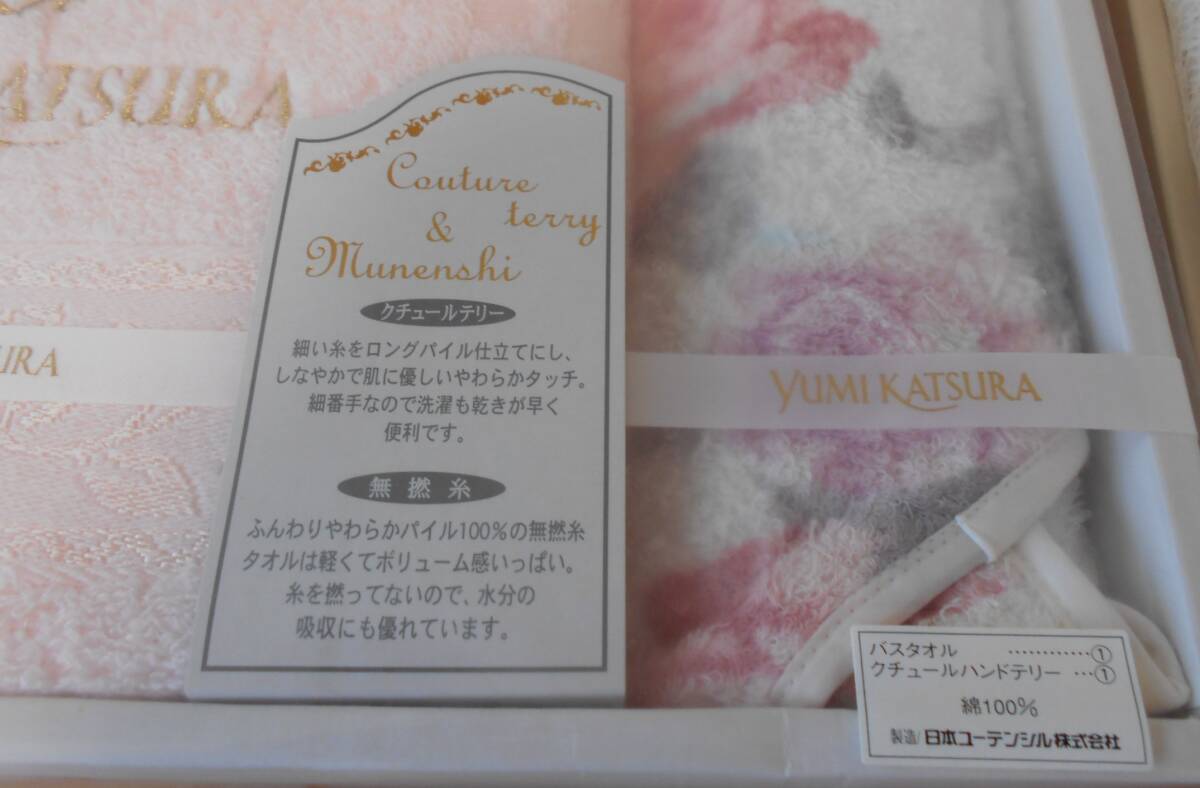 KATSURA
Couture
terry
&
Munenshi
クチュールテリー
細い糸をロングパイル仕立てにし、
しなやかで肌に優しいやわらかタッチ。
細番手なので洗濯も乾きが早く
便利です。
無撚糸
ふんわりやわらかパイル100%の無撚糸
タオルは軽くてボリューム感いっぱい。
糸を撚ってないので、水分の
吸収にも優れています。
SURA
YUMI KATSURA
バスタオル …………①
クチュールハンドテリー …①
綿100%
製造/日本ユーテンシル株式会社